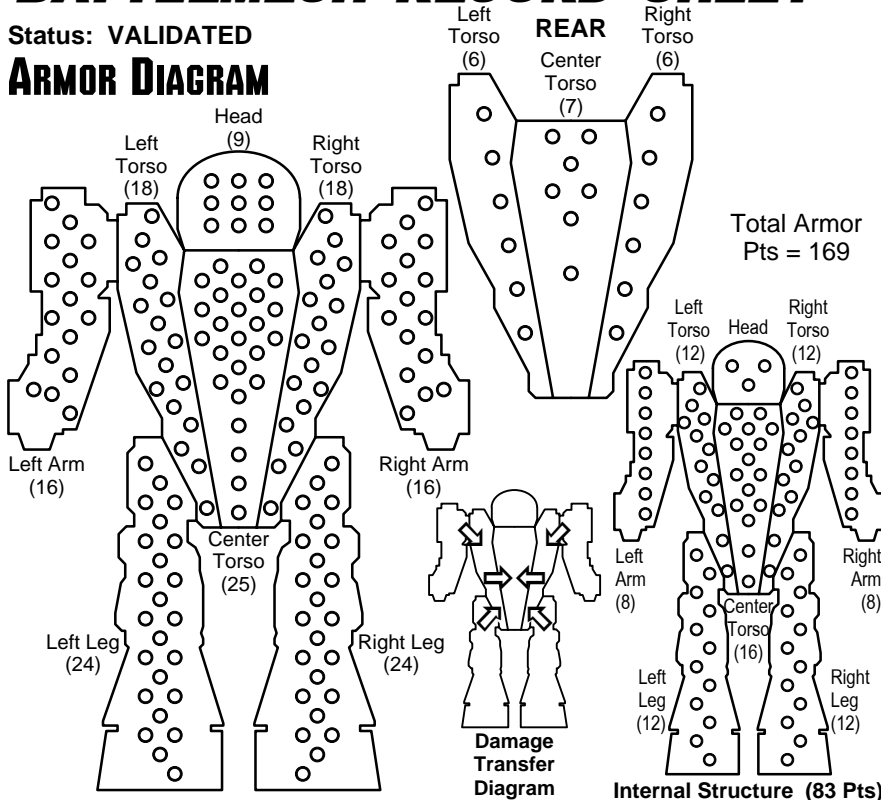 BATTLEMECH RECORD SHEET
Status: VALIDATED
ARMOR DIAGRAM
Head
(9)
Left
Torso
(18)
Right
Torso
(18)
Left Arm
(16)
Right Arm
(16)
Center
Torso
(25)
Left Leg
(24)
Right Leg
(24)
REAR
Left
Torso
(6)
Center
Torso
(7)
Right
Torso
(6)
Total Armor
Pts = 169
Damage
Transfer
Diagram
Left
Torso
(12)
Head
Right
Torso
(12)
Left
Arm
(8)
Right
Arm
(8)
Center
Torso
(16)
Left
Leg
(12)
Right
Leg
(12)
Internal Structure (83 Pts)